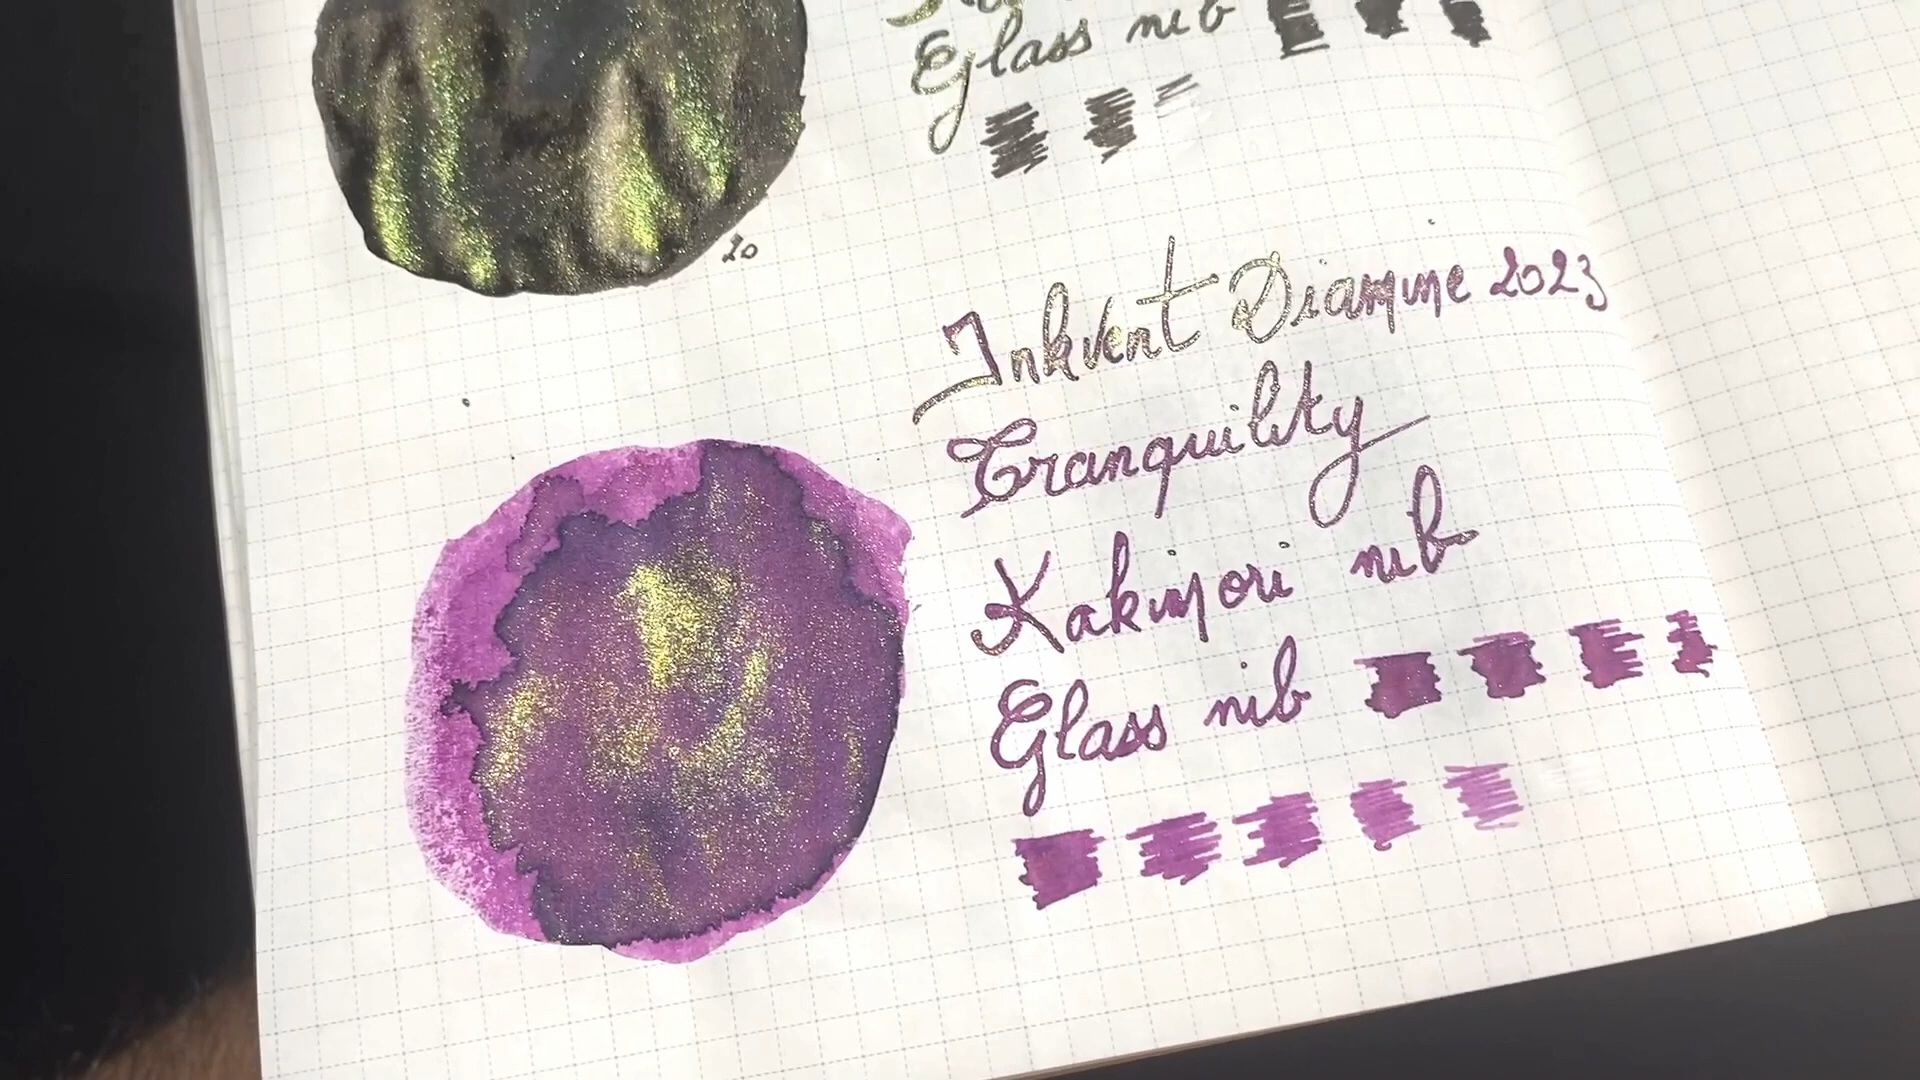 Glass nib
20
Inkvent Diamine 2023
Tranquility
Kakimori nib
Glass nib